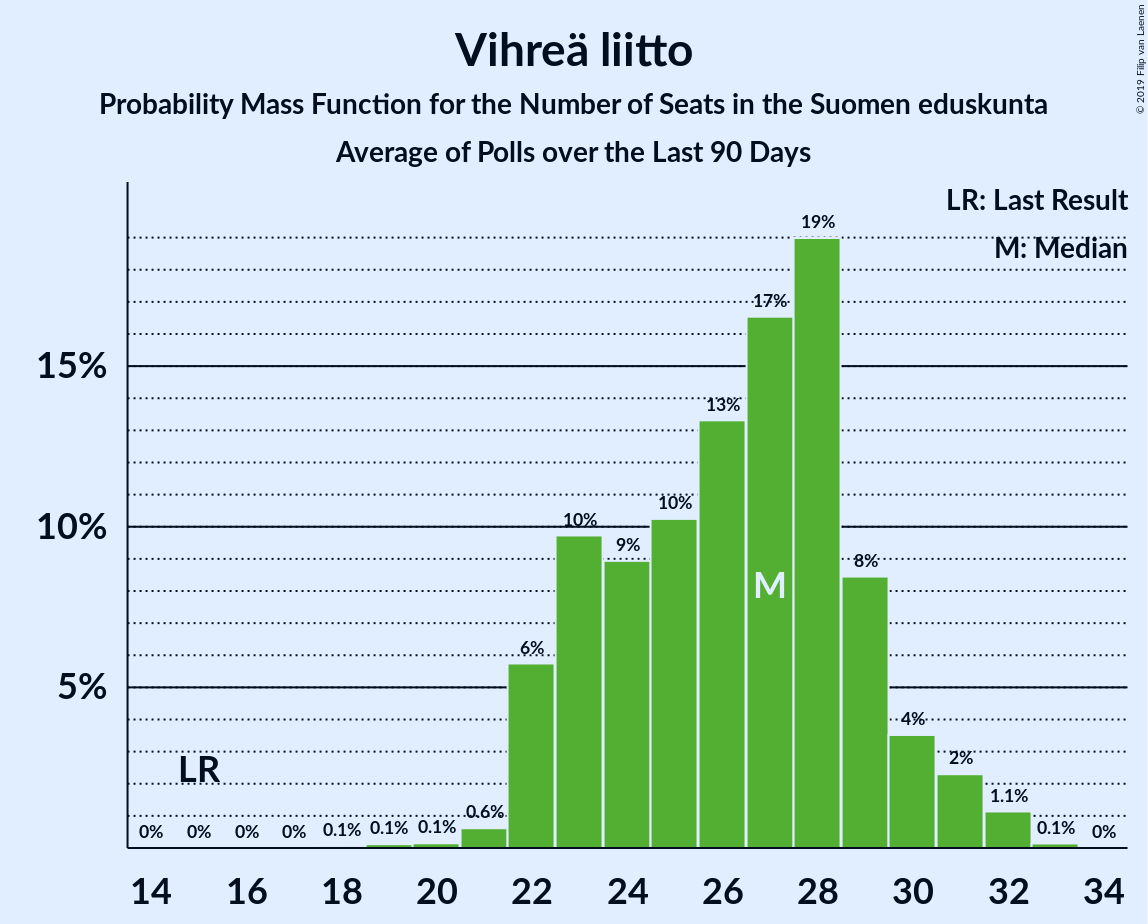 Vihreä liitto
Probability Mass Function for the Number of Seats in the Suomen eduskunta
Average of Polls over the Last 90 Days
© 2019 Filip van Laenen
LR: Last Result
M: Median
19%
17%
15%
13%
10%
10%
10%
9%
8%
M
6%
5%
4%
2%
LR
1.1%
0.6%
0% 0% 0% 0% 0.1% 0.1% 0.1% 0.1% 0%
14 16 18 20 22 24 26 28 30 32 34